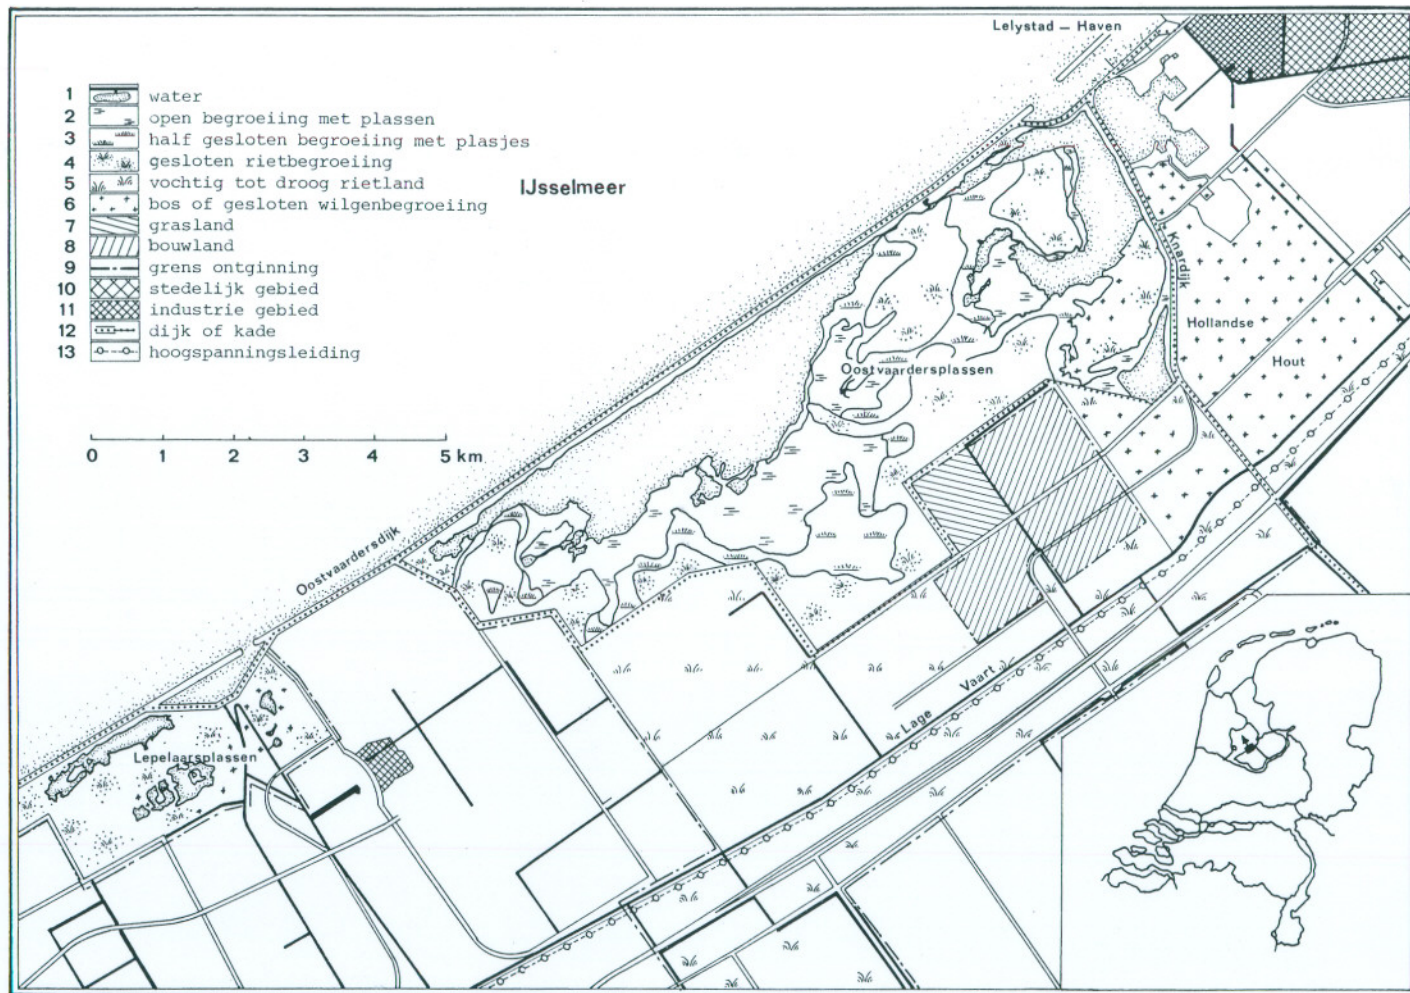 Lelystad — Haven
1 water
2 open begroeiing met plassen
3 half gesloten begroeiing met plasjes
4 gesloten rietbegroeiing
5 vochtig tot droog rietland
6 bos of gesloten wilgenbegroeiing
7 grasland
8 bouwland
9 grens ontginning
10 stedelijk gebied
11 industrie gebied
12 dijk of kade
13 hoogspanningsleiding
IJsselmeer
Knardijk
Hollandse
Hout
Oostvaardersplassen
0 1 2 3 4 5 km
Oostvaardersdijk
Lage Vaart
Lepelaarsplassen